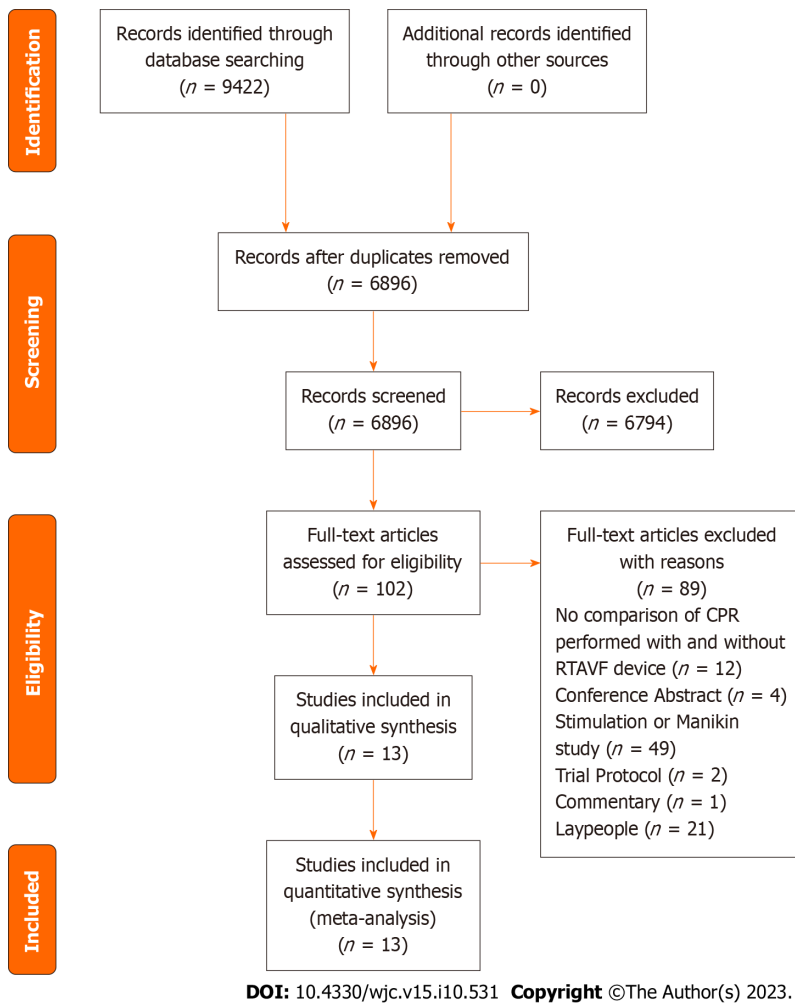 Identification
Records identified through
database searching
(n = 9422)
Additional records identified
through other sources
(n = 0)
Screening
Records after duplicates removed
(n = 6896)
Records screened
(n = 6896)
Records excluded
(n = 6794)
Eligibility
Full-text articles
assessed for eligibility
(n = 102)
Full-text articles excluded
with reasons
(n = 89)
No comparison of CPR
performed with and without
RTAVF device (n = 12)
Conference Abstract (n = 4)
Stimulation or Manikin
study (n = 49)
Trial Protocol (n = 2)
Commentary (n = 1)
Laypeople (n = 21)
Studies included in
qualitative synthesis
(n = 13)
Included
Studies included in
quantitative synthesis
(meta-analysis)
(n = 13)
DOI: 10.4330/wjc.v15.i10.531 Copyright ©The Author(s) 2023.